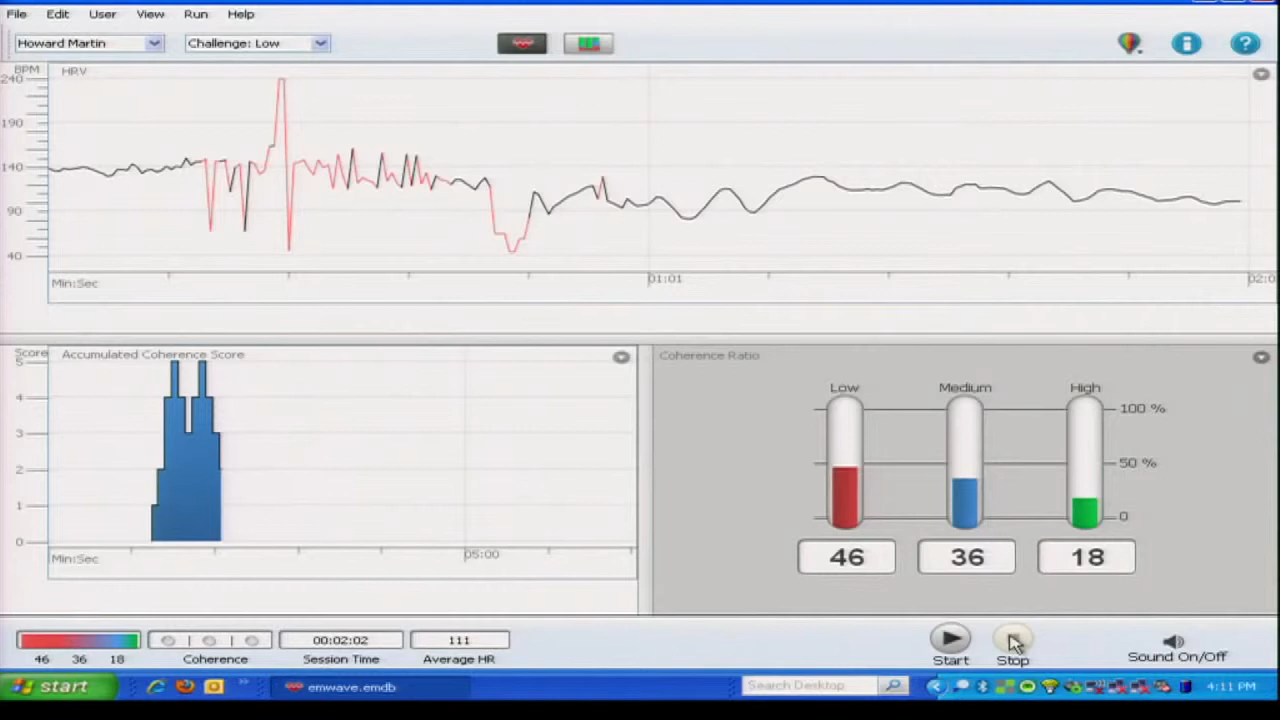 File Edit User View Run Help
Howard Martin Challenge: Low
BPM HRV
240
190
140
90
40
Min:Sec 01:01 02:0
Score Accumulated Coherence Score
5
4
3
2
1
0
Min:Sec 05:00
Coherence Ratio
Low Medium High
100 %
50 %
0
46 36 18
46 36 18
Coherence
00:02:02
Session Time
111
Average HR
Start Stop Sound On/Off
start emwave.emdb Search Desktop 4:11 PM